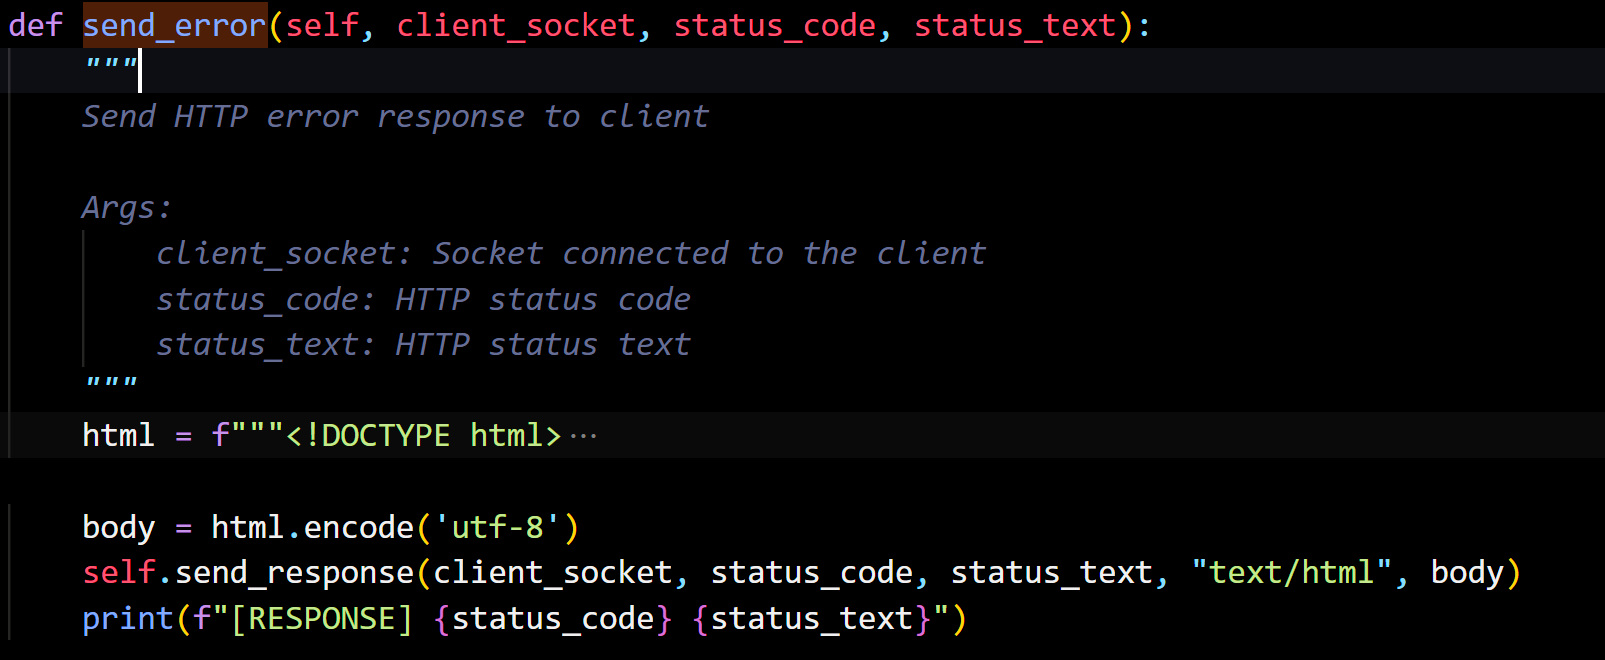 def send_error(self, client_socket, status_code, status_text):
    """
    Send HTTP error response to client

    Args:
        client_socket: Socket connected to the client
        status_code: HTTP status code
        status_text: HTTP status text
    """
    html = f"""<!DOCTYPE html>···

    body = html.encode('utf-8')
    self.send_response(client_socket, status_code, status_text, "text/html", body)
    print(f"[RESPONSE] {status_code} {status_text}")